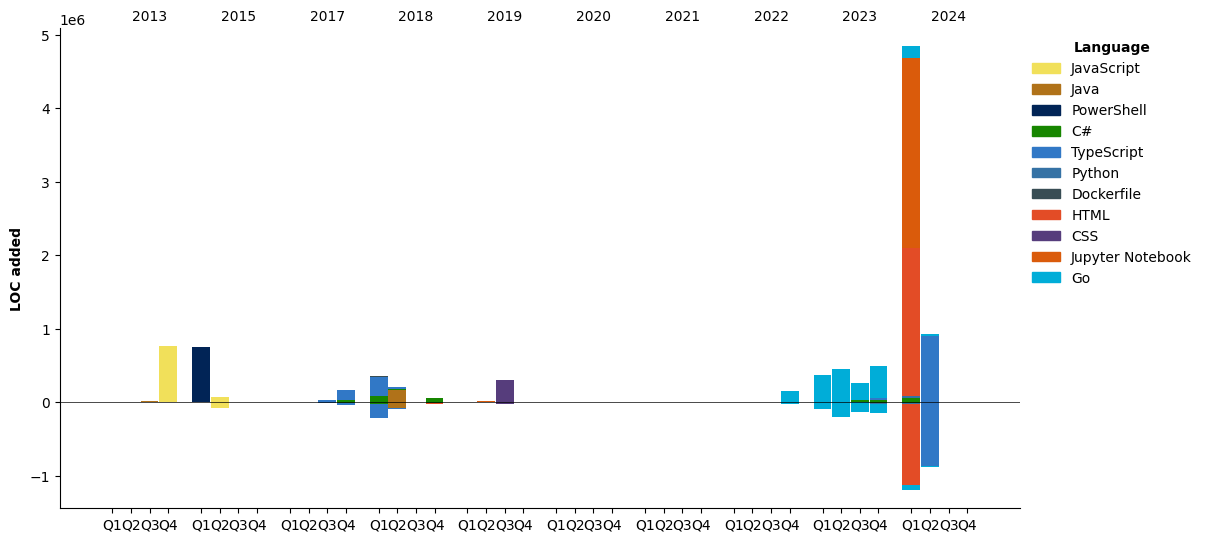 2013 2015 2017 2018 2019 2020 2021 2022 2023 2024
1e6
5
4
3
2
1
0
−1
LOC added
Q1Q2Q3Q4 Q1Q2Q3Q4 Q1Q2Q3Q4 Q1Q2Q3Q4 Q1Q2Q3Q4 Q1Q2Q3Q4 Q1Q2Q3Q4 Q1Q2Q3Q4 Q1Q2Q3Q4 Q1Q2Q3Q4
Language
JavaScript
Java
PowerShell
C#
TypeScript
Python
Dockerfile
HTML
CSS
Jupyter Notebook
Go